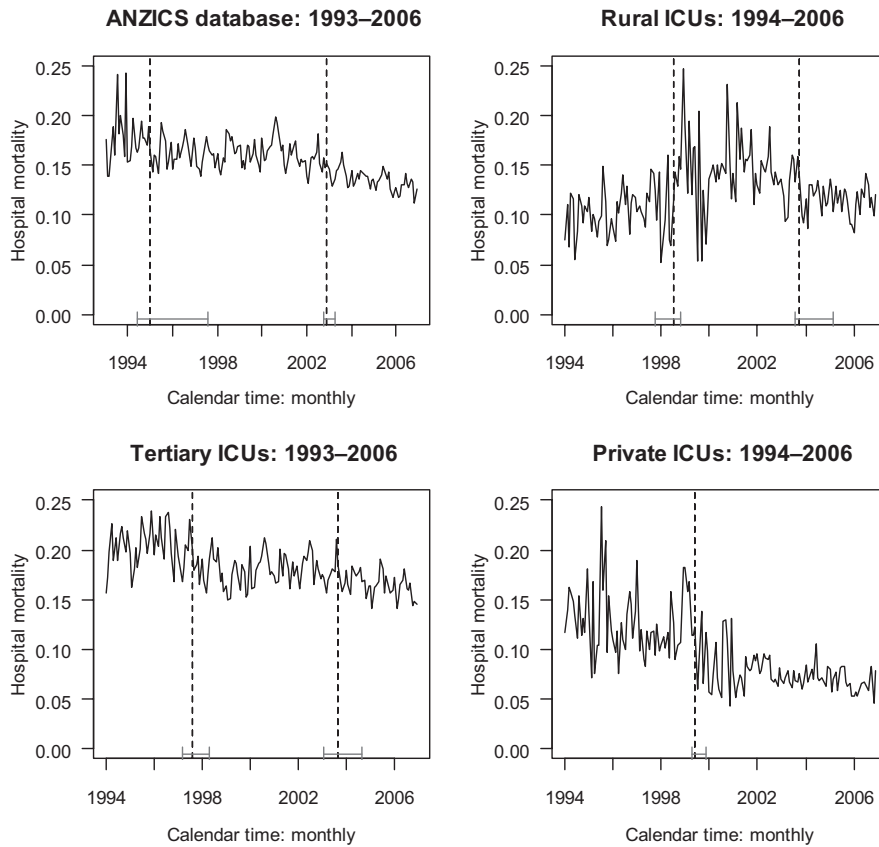 ANZICS database: 1993–2006
Hospital mortality
0.25
0.20
0.15
0.10
0.05
0.00
1994 1998 2002 2006
Calendar time: monthly
Rural ICUs: 1994–2006
Hospital mortality
0.25
0.20
0.15
0.10
0.05
0.00
1994 1998 2002 2006
Calendar time: monthly
Tertiary ICUs: 1993–2006
Hospital mortality
0.25
0.20
0.15
0.10
0.05
0.00
1994 1998 2002 2006
Calendar time: monthly
Private ICUs: 1994–2006
Hospital mortality
0.25
0.20
0.15
0.10
0.05
0.00
1994 1998 2002 2006
Calendar time: monthly